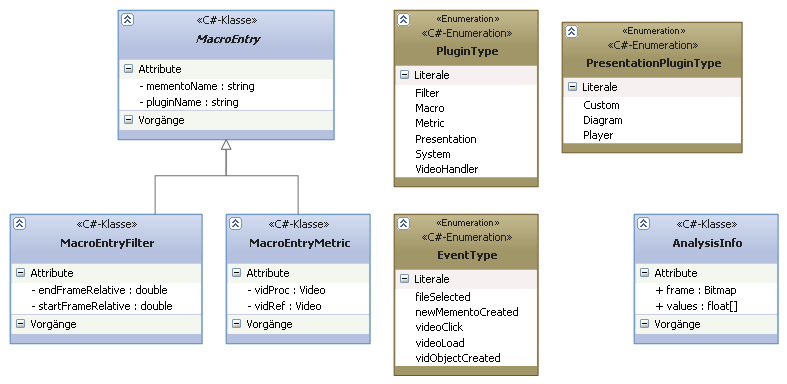 «C#-Klasse»
MacroEntry
Attribute
- mementoName : string
- pluginName : string
Vorgänge
«Enumeration»
«C#-Enumeration»
PluginType
Literale
Filter
Macro
Metric
Presentation
System
VideoHandler
«Enumeration»
«C#-Enumeration»
PresentationPluginType
Literale
Custom
Diagram
Player
«C#-Klasse»
MacroEntryFilter
Attribute
- endFrameRelative : double
- startFrameRelative : double
Vorgänge
«C#-Klasse»
MacroEntryMetric
Attribute
- vidProc : Video
- vidRef : Video
Vorgänge
«Enumeration»
«C#-Enumeration»
EventType
Literale
fileSelected
newMementoCreated
videoClick
videoLoad
vidObjectCreated
«C#-Klasse»
AnalysisInfo
Attribute
+ frame : Bitmap
+ values : float[]
Vorgänge